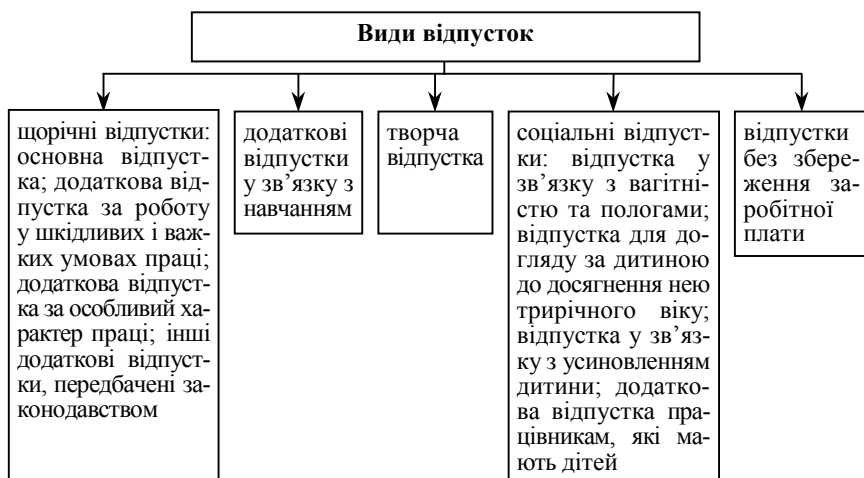 Види відпусток
щорічні відпустки:
основна відпуст-
ка; додаткова від-
пустка за роботу
у шкідливих і важ-
ких умовах праці;
додаткова відпуст-
ка за особливий ха-
рактер праці; інші
додаткові відпуст-
ки, передбачені за-
конодавством
додаткові
відпустки
у зв’язку з
навчанням
творча
відпустка
соціальні відпуст-
ки: відпустка у
зв’язку з вагітні-
стю та пологами;
відпустка для до-
гляду за дитиною
до досягнення нею
трирічного віку;
відпустка у зв’яз-
ку з усиновленням
дитини; додатко-
ва відпустка пра-
цівникам, які ма-
ють дітей
відпустки
без збере-
ження за-
робітної
плати